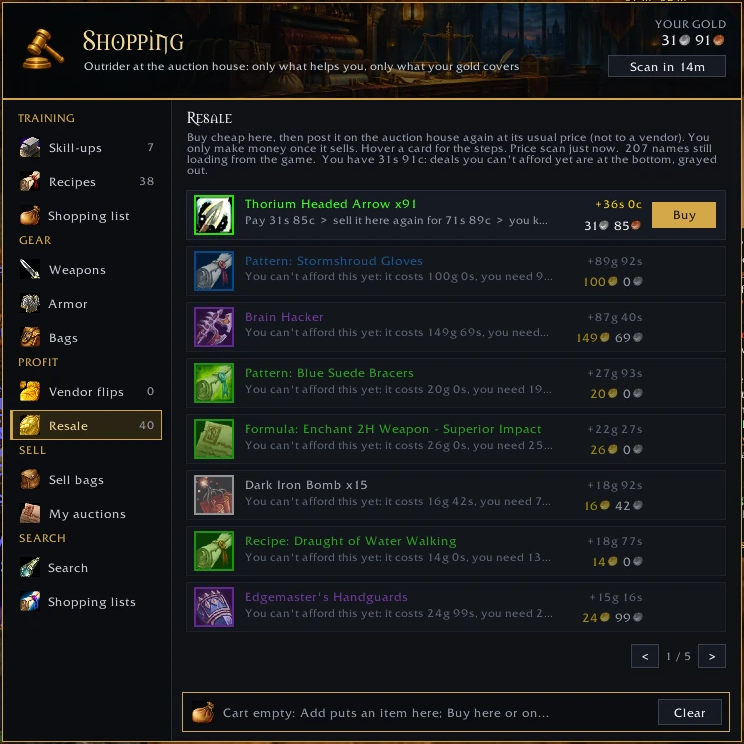 Shopping
Outrider at the auction house: only what helps you, only what your gold covers
YOUR GOLD
31 91
Scan in 14m
TRAINING
Skill-ups 7
Recipes 38
Shopping list
GEAR
Weapons
Armor
Bags
PROFIT
Vendor flips 0
Resale 40
SELL
Sell bags
My auctions
SEARCH
Search
Shopping lists
Resale
Buy cheap here, then post it on the auction house again at its usual price (not to a vendor). You
only make money once it sells. Hover a card for the steps. Price scan just now. 207 names still
loading from the game. You have 31s 91c: deals you can't afford yet are at the bottom, grayed
out.
Thorium Headed Arrow x91 +36s 0c
Pay 31s 85c > sell it here again for 71s 89c > you k... 31 85
Buy
Pattern: Stormshroud Gloves +89g 92s
You can't afford this yet: it costs 100g 0s, you need 9... 100 0
Brain Hacker +87g 40s
You can't afford this yet: it costs 149g 69s, you need... 149 69
Pattern: Blue Suede Bracers +27g 93s
You can't afford this yet: it costs 20g 0s, you need 19... 20 0
Formula: Enchant 2H Weapon - Superior Impact +22g 27s
You can't afford this yet: it costs 26g 0s, you need 25... 26 0
Dark Iron Bomb x15 +18g 92s
You can't afford this yet: it costs 16g 42s, you need 7... 16 42
Recipe: Draught of Water Walking +18g 77s
You can't afford this yet: it costs 14g 0s, you need 13... 14 0
Edgemaster's Handguards +15g 16s
You can't afford this yet: it costs 24g 99s, you need 2... 24 99
< 1 / 5 >
Cart empty: Add puts an item here; Buy here or on...
Clear